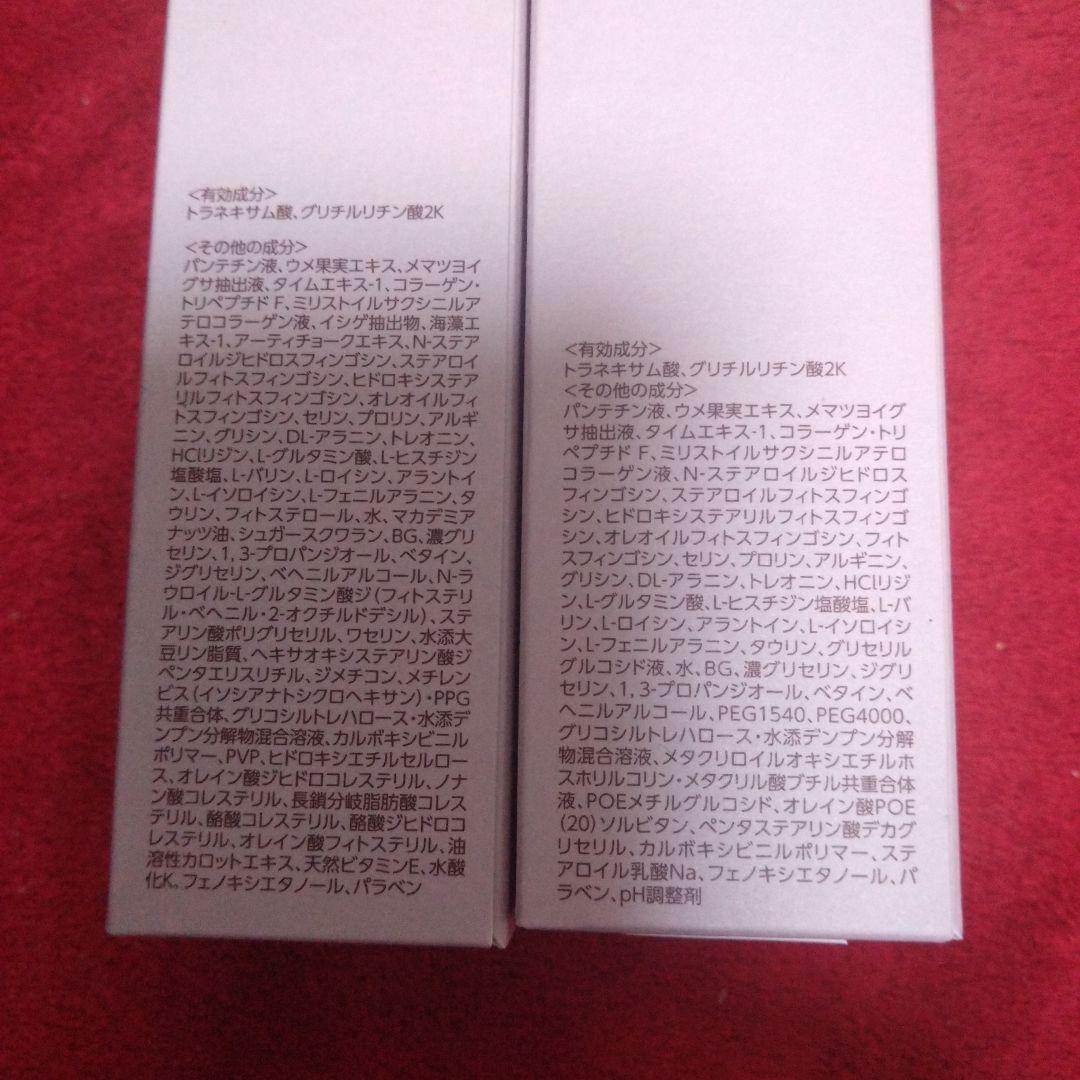 <有効成分>
トラネキサム酸、グリチルリチン酸2K
<その他の成分>
パンテチン液、ウメ果実エキス、メマツヨイ
グサ抽出液、タイムエキス-1、コラーゲン・
トリペプチド F、ミリストイルサクシニルア
テロコラーゲン液、イシゲ抽出物、海藻エ
キス-1、アーティチョークエキス、N-ステア
ロイルジヒドロスフィンゴシン、ステアロイ
ルフィトスフィンゴシン、ヒドロキシステア
リルフィトスフィンゴシン、オレオイルフィ
トスフィンゴシン、セリン、プロリン、アルギ
ニン、グリシン、DL-アラニン、トレオニン、
HClリジン、L-グルタミン酸、L-ヒスチジン
塩酸塩、L-バリン、L-ロイシン、アラントイ
ン、L-イソロイシン、L-フェニルアラニン、タ
ウリン、フィトステロール、水、マカデミア
ナッツ油、シュガースクワラン、BG、濃グリ
セリン、1, 3-プロパンジオール、ベタイン、
ジグリセリン、ベヘニルアルコール、N-ラ
ウロイル-L-グルタミン酸ジ(フィトステリ
ル・ベヘニル・2-オクチルドデシル)、ステ
アリン酸ポリグリセリル、ワセリン、水添大
豆リン脂質、ヘキサオキシステアリン酸ジ
ペンタエリスリチル、ジメチコン、メチレン
ビス(イソシアナトシクロヘキサン)・PPG
共重合体、グリコシルトレハロース・水添デ
ンプン分解物混合溶液、カルボキシビニル
ポリマー、PVP、ヒドロキシエチルセルロー
ス、オレイン酸ジヒドロコレステリル、ノナ
ン酸コレステリル、長鎖分岐脂肪酸コレス
テリル、酪酸コレステリル、酪酸ジヒドロコ
レステリル、オレイン酸フィトステリル、油
溶性カロットエキス、天然ビタミンE、水酸
化K、フェノキシエタノール、パラベン
<有効成分>
トラネキサム酸、グリチルリチン酸2K
<その他の成分>
パンテチン液、ウメ果実エキス、メマツヨイグ
サ抽出液、タイムエキス-1、コラーゲン・トリ
ペプチド F、ミリストイルサクシニルアテロ
コラーゲン液、N-ステアロイルジヒドロス
フィンゴシン、ステアロイルフィトスフィンゴ
シン、ヒドロキシステアリルフィトスフィンゴ
シン、オレオイルフィトスフィンゴシン、フィト
スフィンゴシン、セリン、プロリン、アルギニン、
グリシン、DL-アラニン、トレオニン、HClリジ
ン、L-グルタミン酸、L-ヒスチジン塩酸塩、L-バ
リン、L-ロイシン、アラントイン、L-イソロイシ
ン、L-フェニルアラニン、タウリン、グリセリル
グルコシド液、水、BG、濃グリセリン、ジグリ
セリン、1, 3-プロパンジオール、ベタイン、ベ
ヘニルアルコール、PEG1540、PEG4000、
グリコシルトレハロース・水添デンプン分解
物混合溶液、メタクリロイルオキシエチルホ
スホリルコリン・メタクリル酸ブチル共重合体
液、POEメチルグルコシド、オレイン酸POE
(20)ソルビタン、ペンタステアリン酸デカグ
リセリル、カルボキシビニルポリマー、ステ
アロイル乳酸Na、フェノキシエタノール、パ
ラベン、pH調整剤